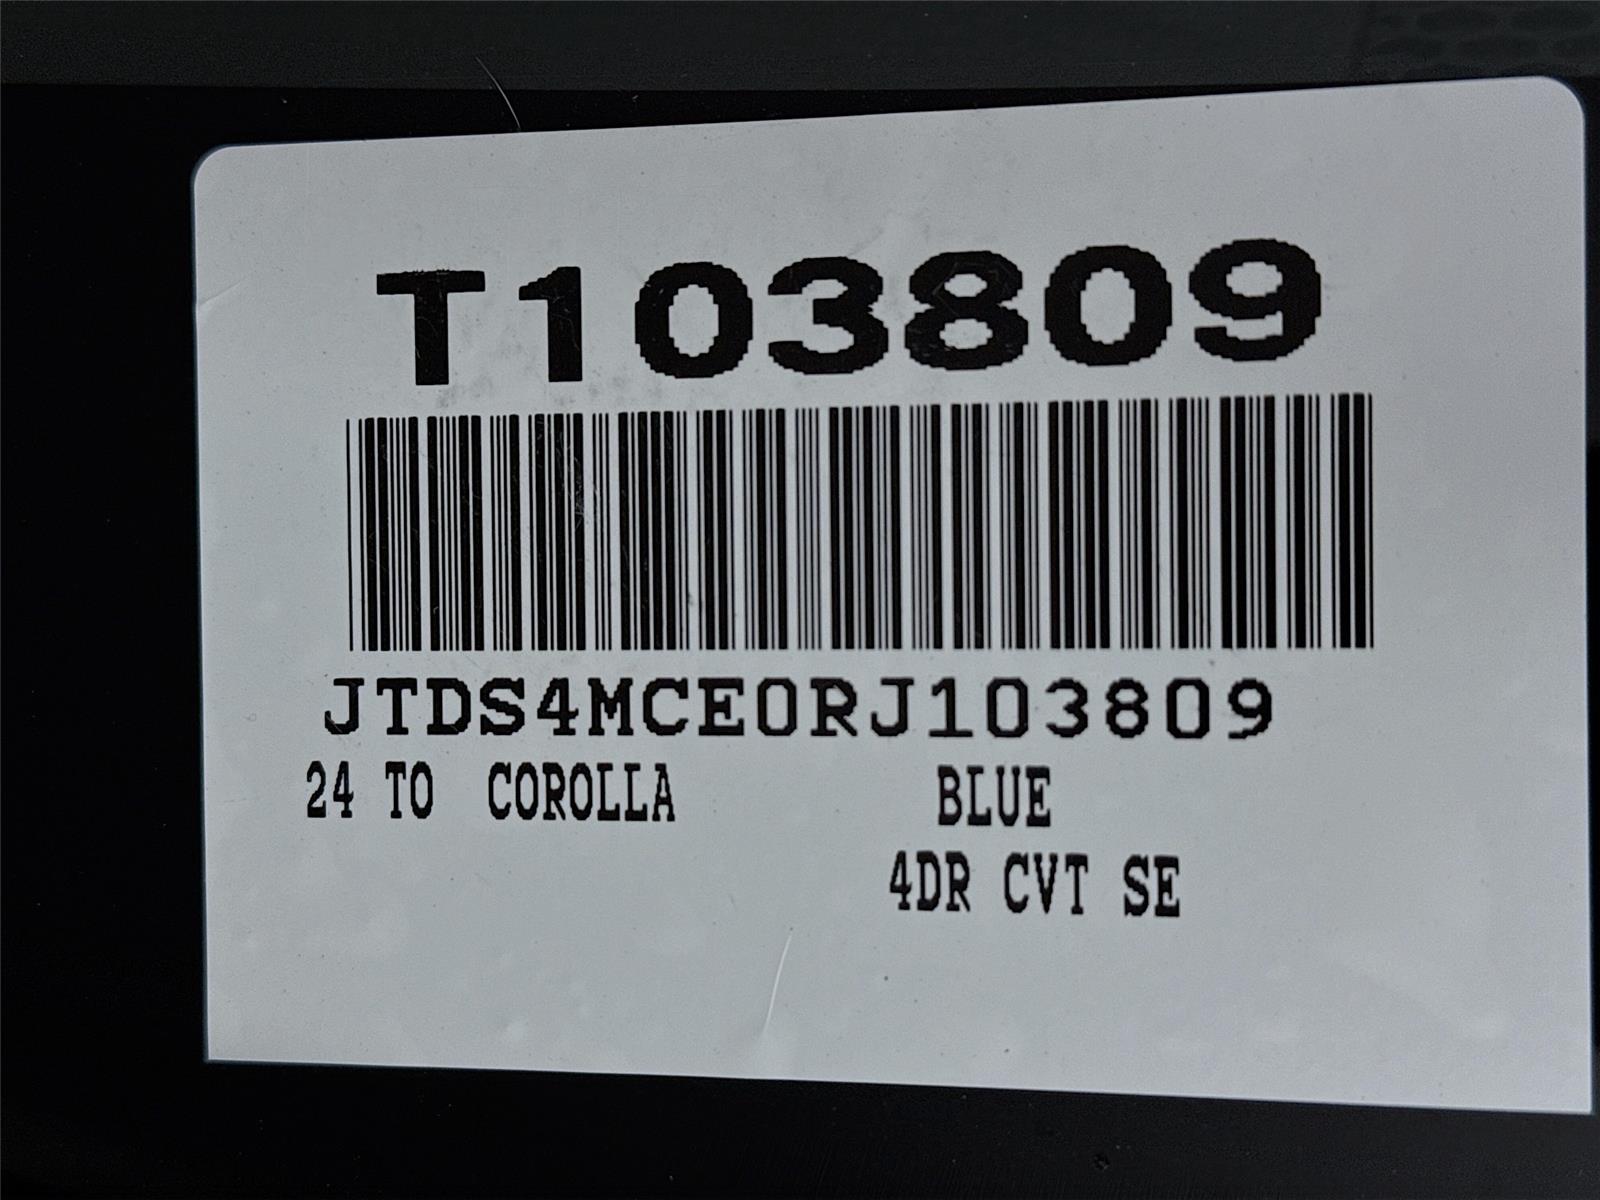 T103809
JTDS4MCE0RJ103809
24 TO COROLLA BLUE
4DR CVT SE